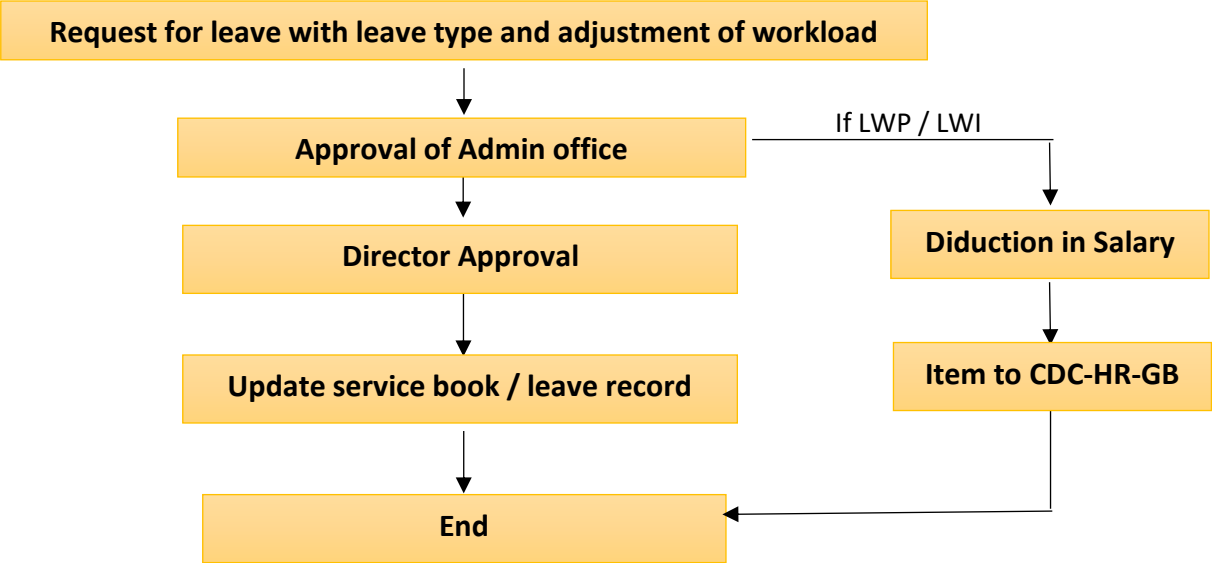 Request for leave with leave type and adjustment of workload
If LWP / LWI
Approval of Admin office
Diduction in Salary
Director Approval
Item to CDC-HR-GB
Update service book / leave record
End